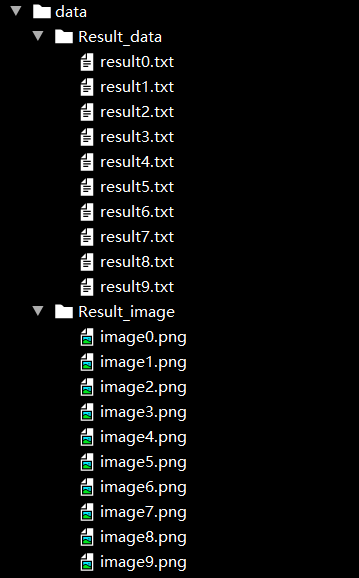 data
Result_data
result0.txt
result1.txt
result2.txt
result3.txt
result4.txt
result5.txt
result6.txt
result7.txt
result8.txt
result9.txt
Result_image
image0.png
image1.png
image2.png
image3.png
image4.png
image5.png
image6.png
image7.png
image8.png
image9.png